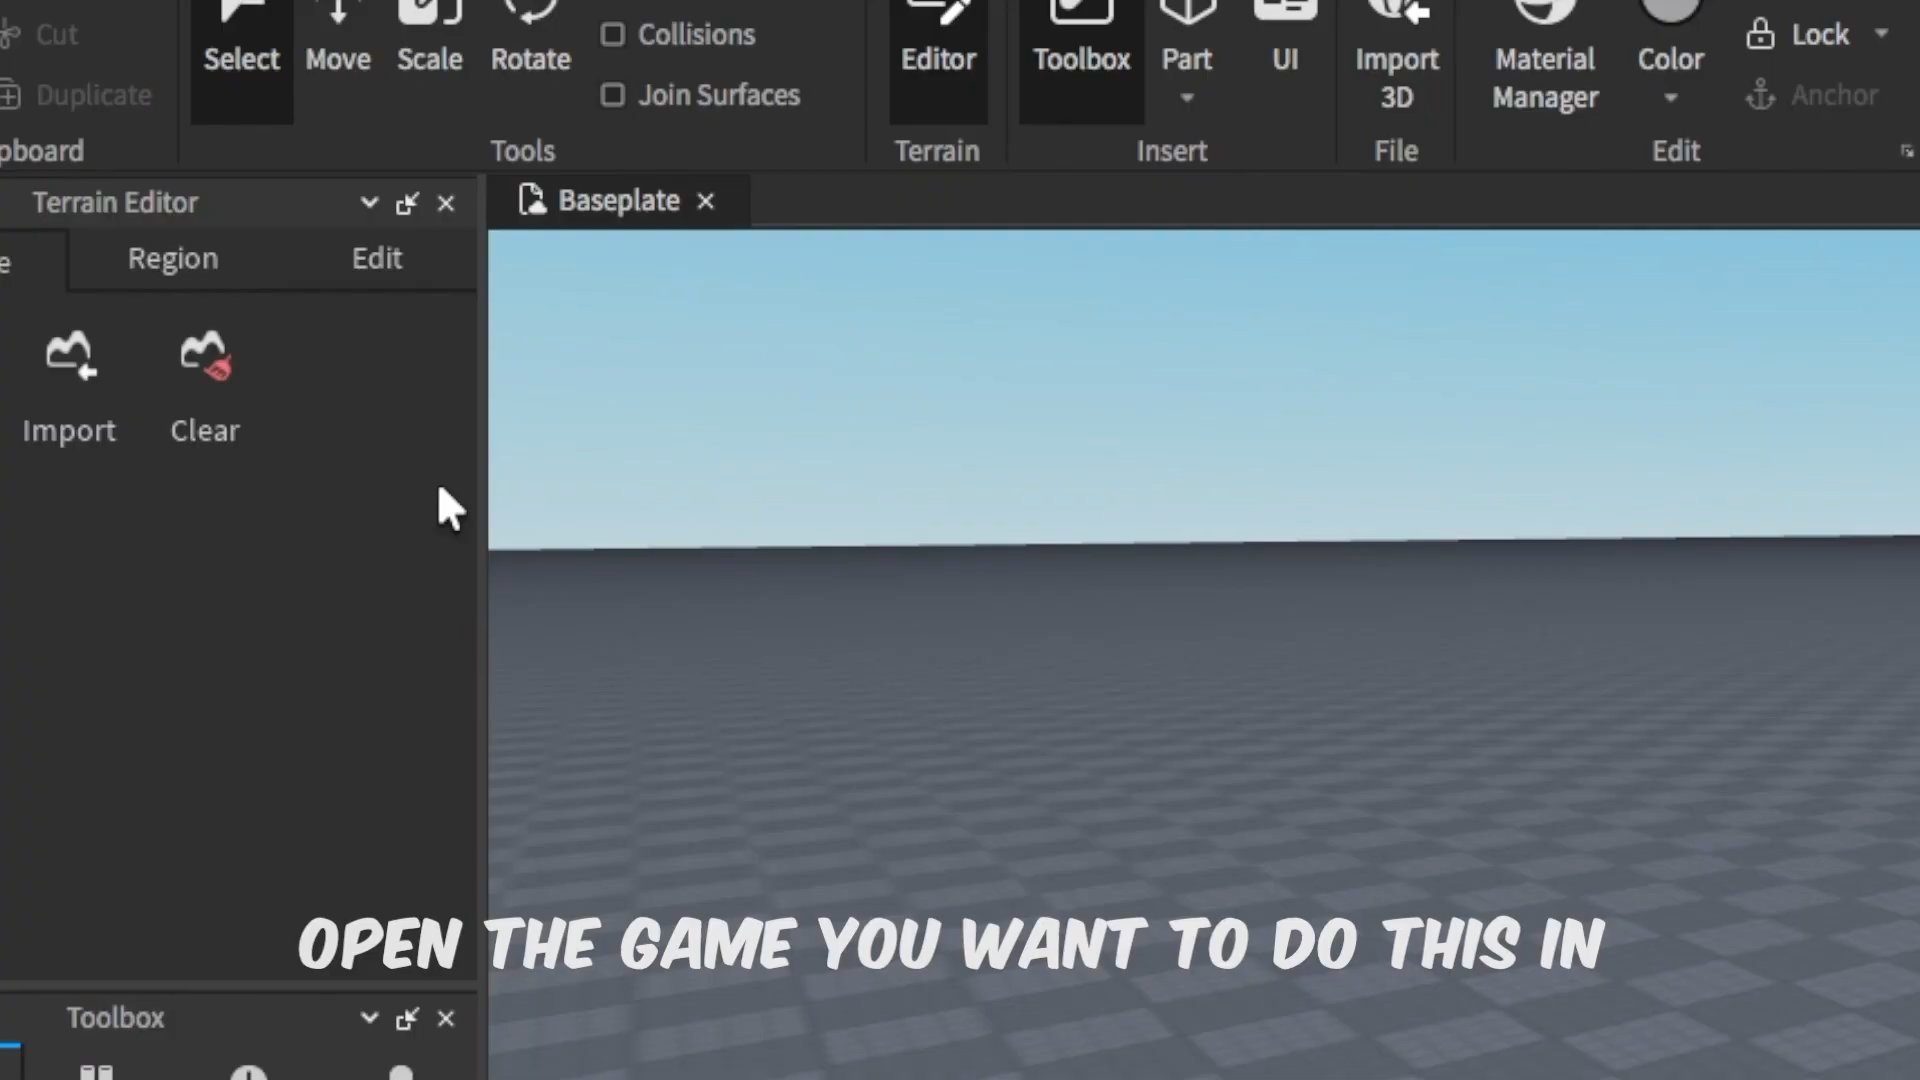 Cut
Duplicate
pboard
Select
Move
Scale
Rotate
Collisions
Join Surfaces
Tools
Editor
Terrain
Toolbox
Part
UI
Insert
Import
3D
File
Material
Manager
Color
Lock
Anchor
Edit
Terrain Editor
Baseplate
e
Region
Edit
Import
Clear
OPEN THE GAME YOU WANT TO DO THIS IN
Toolbox